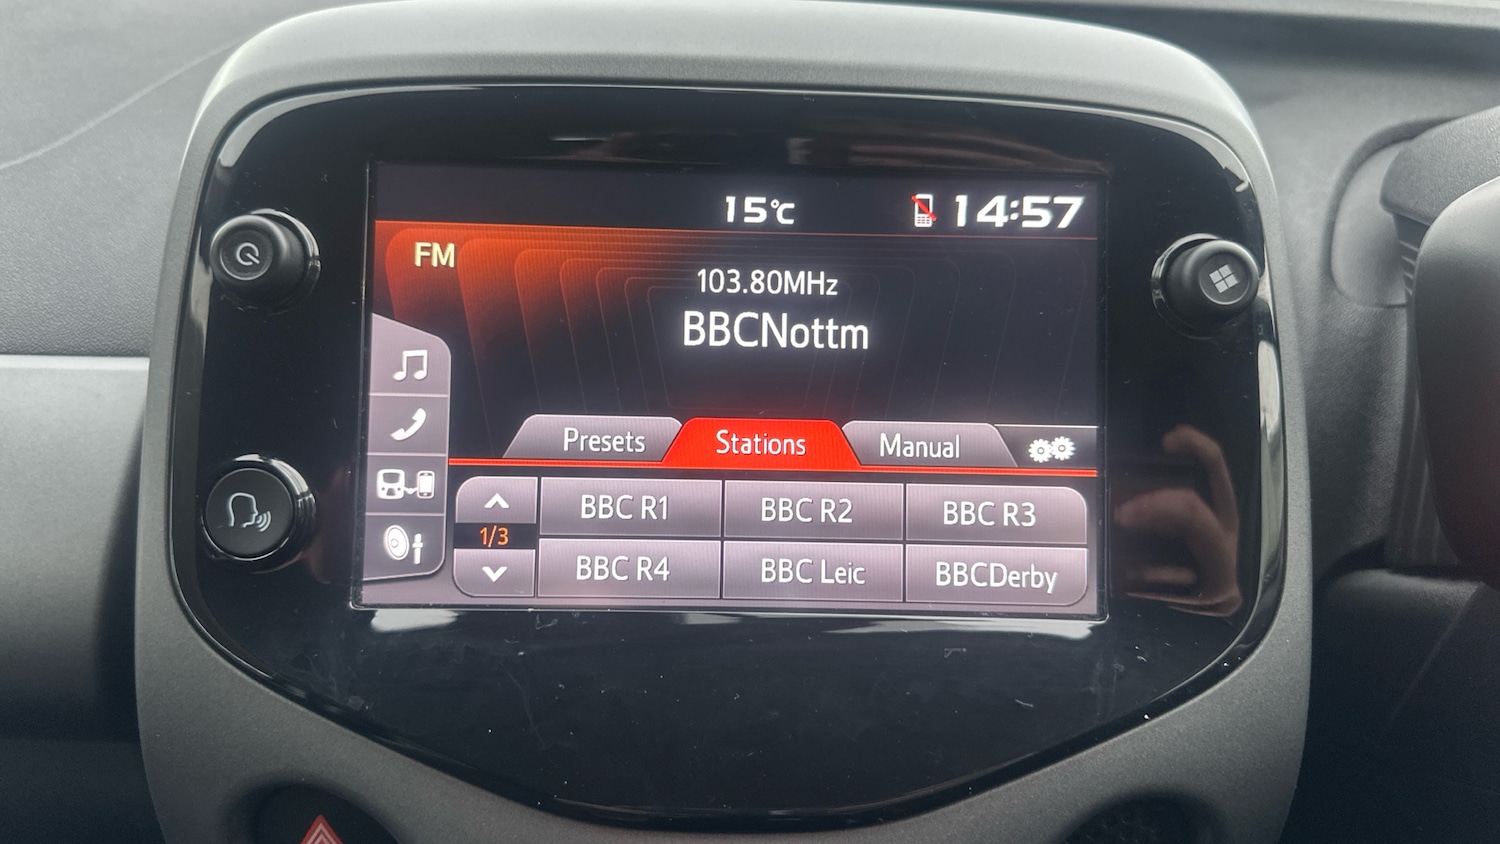 15°C 14:57
FM
103.80MHz
BBCNottm
Presets Stations Manual
BBC R1 BBC R2 BBC R3
1/3
BBC R4 BBC Leic BBCDerby